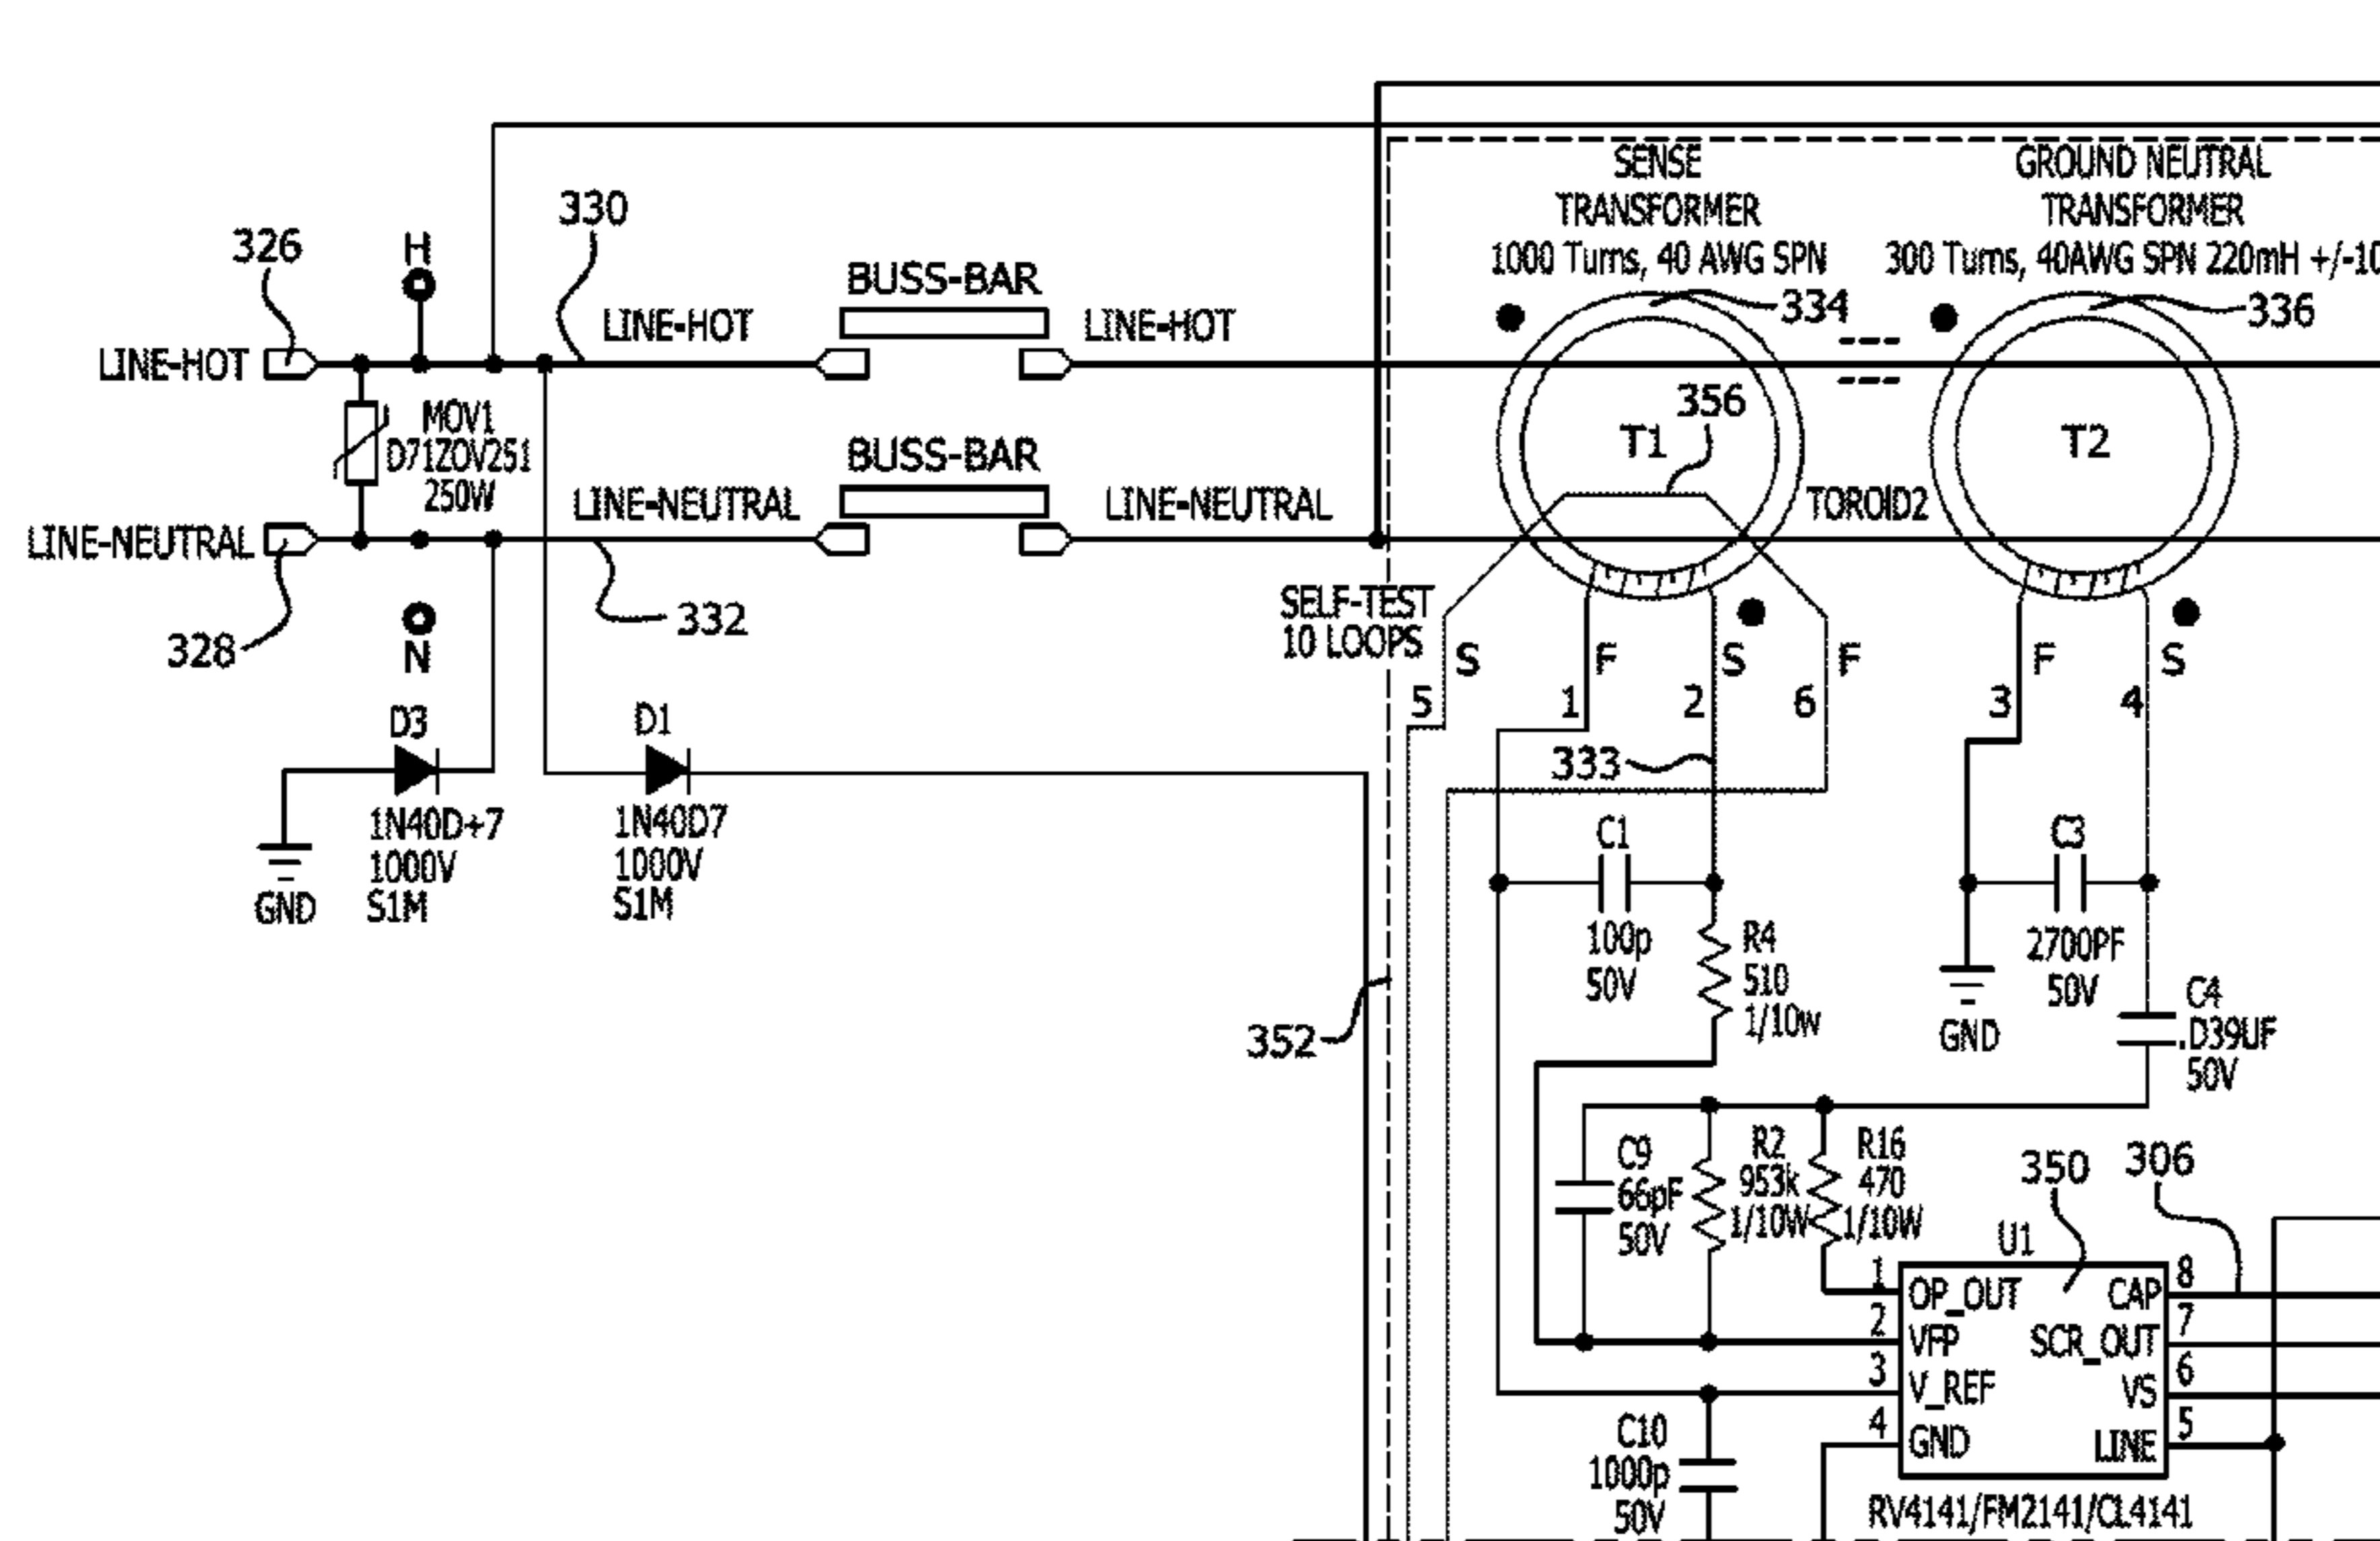 SENSE
TRANSFORMER
1000 Turns, 40 AWG SPN
GROUND NEUTRAL
TRANSFORMER
300 Turns, 40AWG SPN 220mH +/-10
330
326
H
BUSS-BAR
334
336
LINE-HOT
LINE-HOT
LINE-HOT
356
MOV1
D71ZOV251
250W
T1
T2
BUSS-BAR
LINE-NEUTRAL
LINE-NEUTRAL
LINE-NEUTRAL
TOROID2
SELF-TEST
10 LOOPS
332
328
N
S
F
S
F
F
S
5
1
2
6
3
4
D3
D1
333
1N40D+7
1000V
S1M
1N40D7
1000V
S1M
GND
C1
100p
50V
C3
2700PF
50V
R4
510
1/10w
GND
C4
.D39UF
50V
352
C9
66pF
50V
R2
953k
1/10W
R16
470
1/10W
350
306
U1
1
OP_OUT
CAP
8
2
VFP
SCR_OUT
7
3
V_REF
VS
6
4
GND
LINE
5
C10
1000p
50V
RV4141/FM2141/CL4141